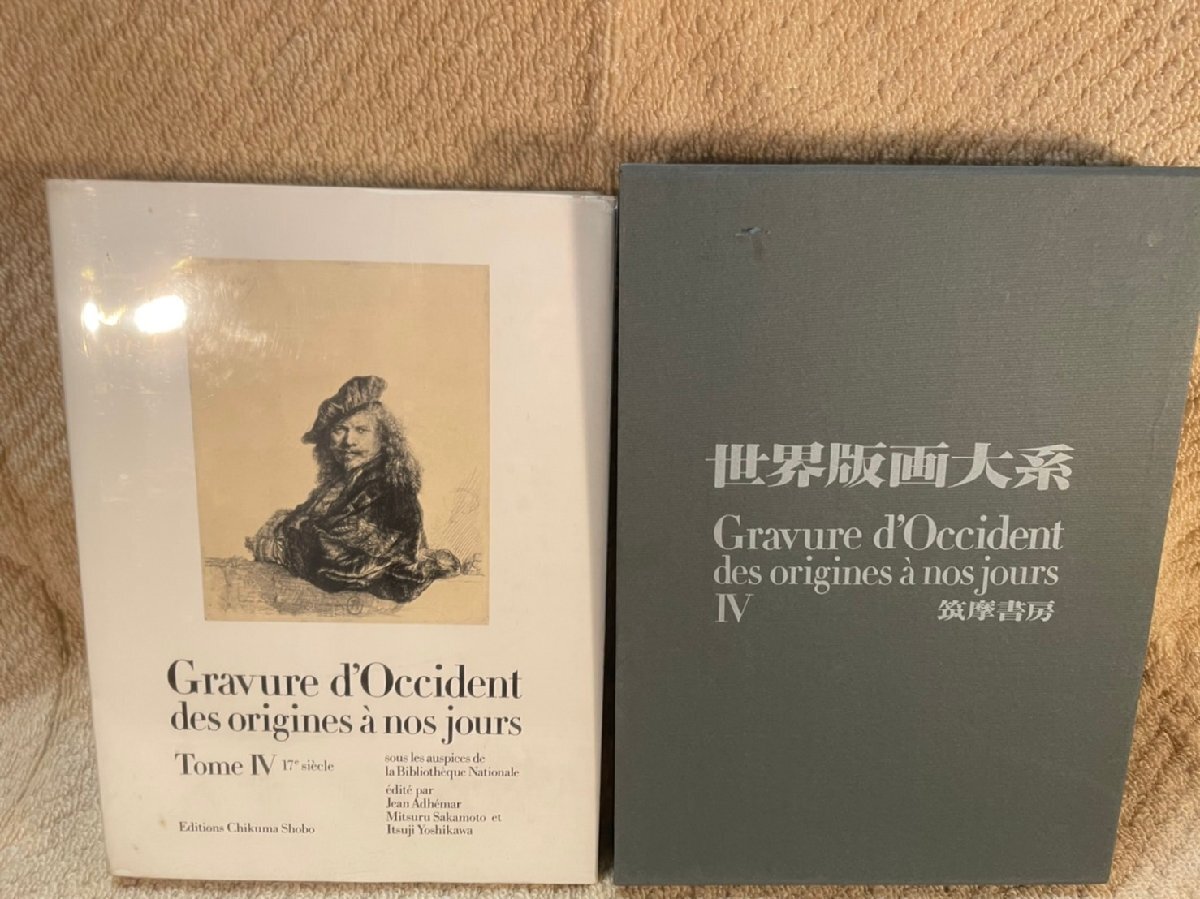 Gravure d'Occident
des origines à nos jours
Tome IV 17e siècle
sous les auspices de
la Bibliothèque Nationale
édité par
Jean Adhémar
Mitsuru Sakamoto et
Itsuji Yoshikawa
Editions Chikuma Shobo
世界版画大系
Gravure d'Occident
des origines à nos jours
IV
筑摩書房